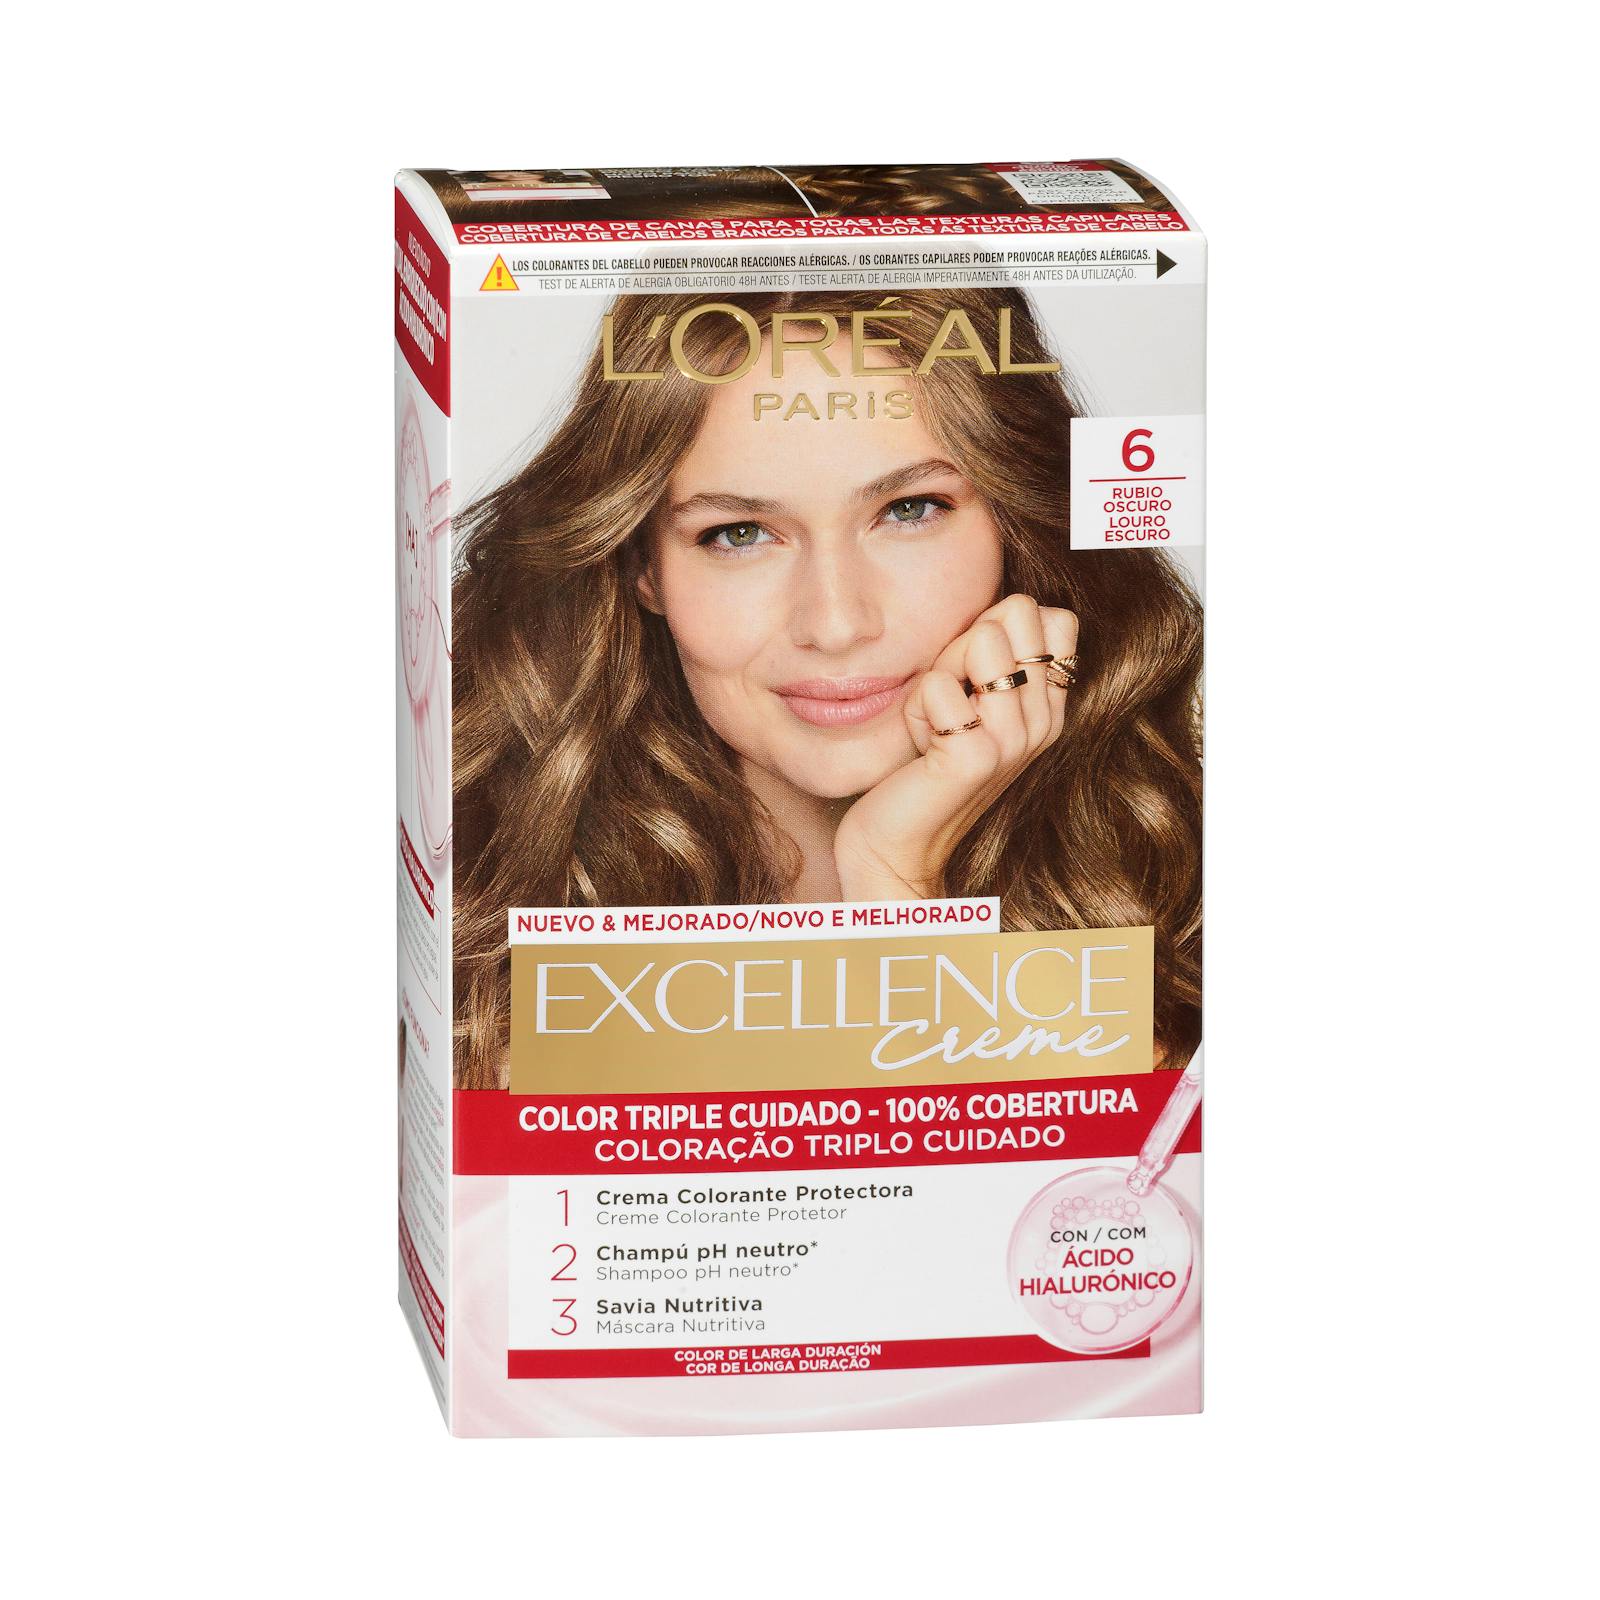 COBERTURA DE CANAS PARA TODAS LAS TEXTURAS CAPILARES
COBERTURA DE CABELOS BRANCOS PARA TODAS AS TEXTURAS DE CABELO
LOS COLORANTES DEL CABELLO PUEDEN PROVOCAR REACCIONES ALÉRGICAS. / OS CORANTES CAPILARES PODEM PROVOCAR REAÇÕES ALÉRGICAS.
TEST DE ALERTA DE ALERGIA OBLIGATORIO 48H ANTES / TESTE ALERTA DE ALERGIA IMPERATIVAMENTE 48H ANTES DA UTILIZAÇÃO.
L'ORÉAL
PARIS
6
RUBIO
OSCURO
LOURO
ESCURO
NUEVO & MEJORADO/NOVO E MELHORADO
EXCELLENCE
Creme
COLOR TRIPLE CUIDADO - 100% COBERTURA
COLORAÇÃO TRIPLO CUIDADO
1 Crema Colorante Protectora
Creme Colorante Protetor
2 Champú pH neutro*
Shampoo pH neutro*
3 Savia Nutritiva
Máscara Nutritiva
CON / COM
ÁCIDO
HIALURÓNICO
COLOR DE LARGA DURACIÓN
COR DE LONGA DURAÇÃO